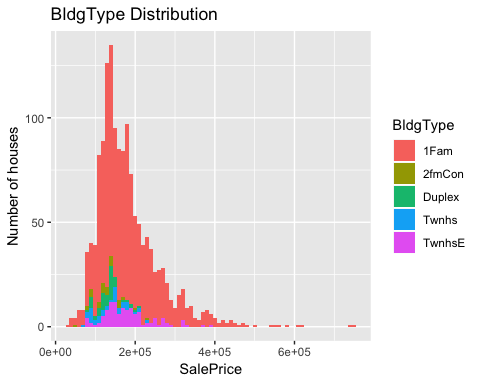 BldgType Distribution
Number of houses
100
50
0
0e+00 2e+05 4e+05 6e+05
SalePrice
BldgType
1Fam
2fmCon
Duplex
Twnhs
TwnhsE